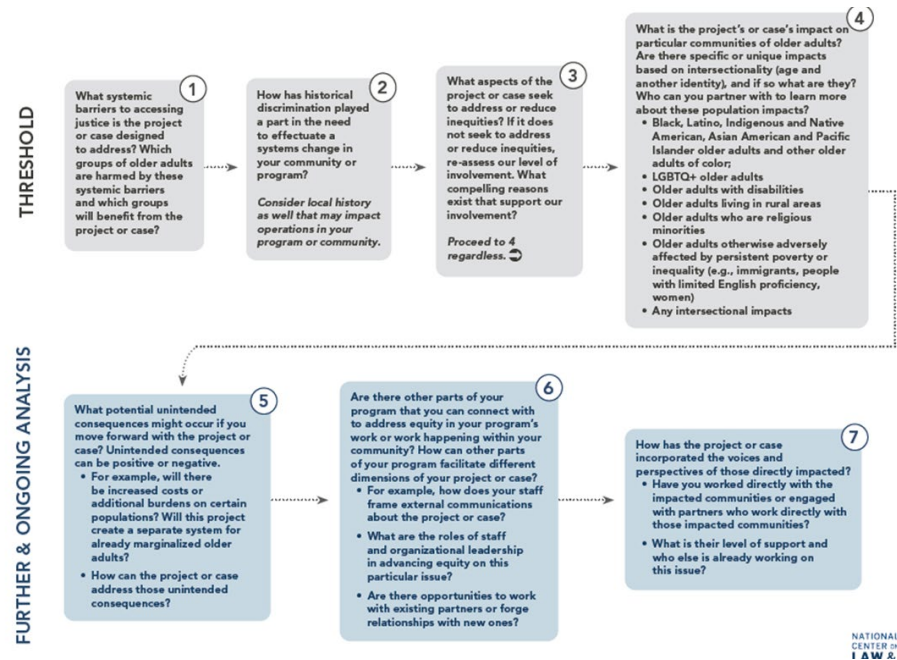 THRESHOLD
1
What systemic
barriers to accessing
justice is the project
or case designed
to address? Which
groups of older adults
are harmed by these
systemic barriers
and which groups
will benefit from the
project or case?
2
How has historical
discrimination played
a part in the need
to effectuate a
systems change in
your community or
program?
Consider local history
as well that may impact
operations in your
program or community.
3
What aspects of the
project or case seek
to address or reduce
inequities? If it does
not seek to address
or reduce inequities,
re-assess our level of
involvement. What
compelling reasons
exist that support our
involvement?
Proceed to 4
regardless.
4
What is the project's or case's impact on
particular communities of older adults?
Are there specific or unique impacts
based on intersectionality (age and
another identity), and if so what are they?
Who can you partner with to learn more
about these population impacts?
• Black, Latino, Indigenous and Native
American, Asian American and Pacific
Islander older adults and other older
adults of color;
• LGBTQ+ older adults
• Older adults with disabilities
• Older adults living in rural areas
• Older adults who are religious
minorities
• Older adults otherwise adversely
affected by persistent poverty or
inequality (e.g., immigrants, people
with limited English proficiency,
women)
• Any intersectional impacts
FURTHER & ONGOING ANALYSIS
5
What potential unintended
consequences might occur if you
move forward with the project or
case? Unintended consequences
can be positive or negative.
• For example, will there
be increased costs or
additional burdens on certain
populations? Will this project
create a separate system for
already marginalized older
adults?
• How can the project or case
address those unintended
consequences?
6
Are there other parts of your
program that you can connect with
to address equity in your program's
work or work happening within your
community? How can other parts
of your program facilitate different
dimensions of your project or case?
• For example, how does your staff
frame external communications
about the project or case?
• What are the roles of staff
and organizational leadership
in advancing equity on this
particular issue?
• Are there opportunities to work
with existing partners or forge
relationships with new ones?
7
How has the project or case
incorporated the voices and
perspectives of those directly impacted?
• Have you worked directly with the
impacted communities or engaged
with partners who work directly with
those impacted communities?
• What is their level of support and
who else is already working on
this issue?
NATIONAL
CENTER ON
LAW &